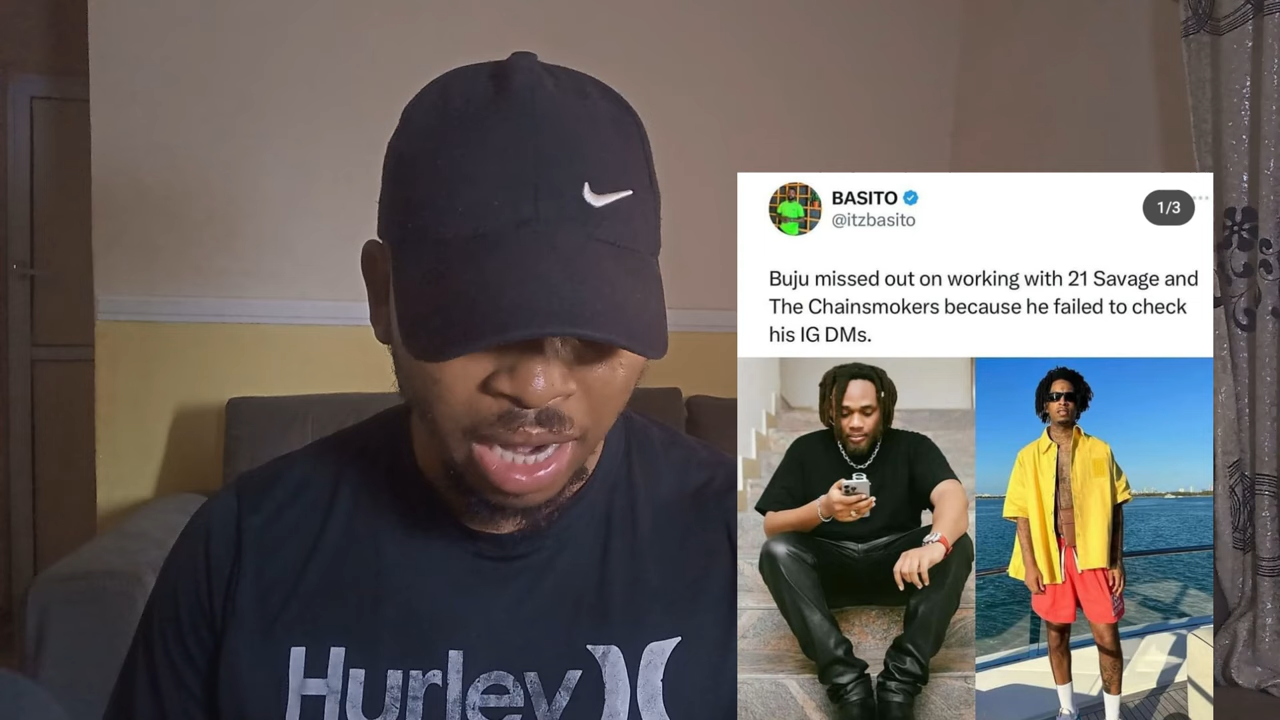 BASITO
@itzbasito
1/3
Buju missed out on working with 21 Savage and
The Chainsmokers because he failed to check
his IG DMs.
Hurley